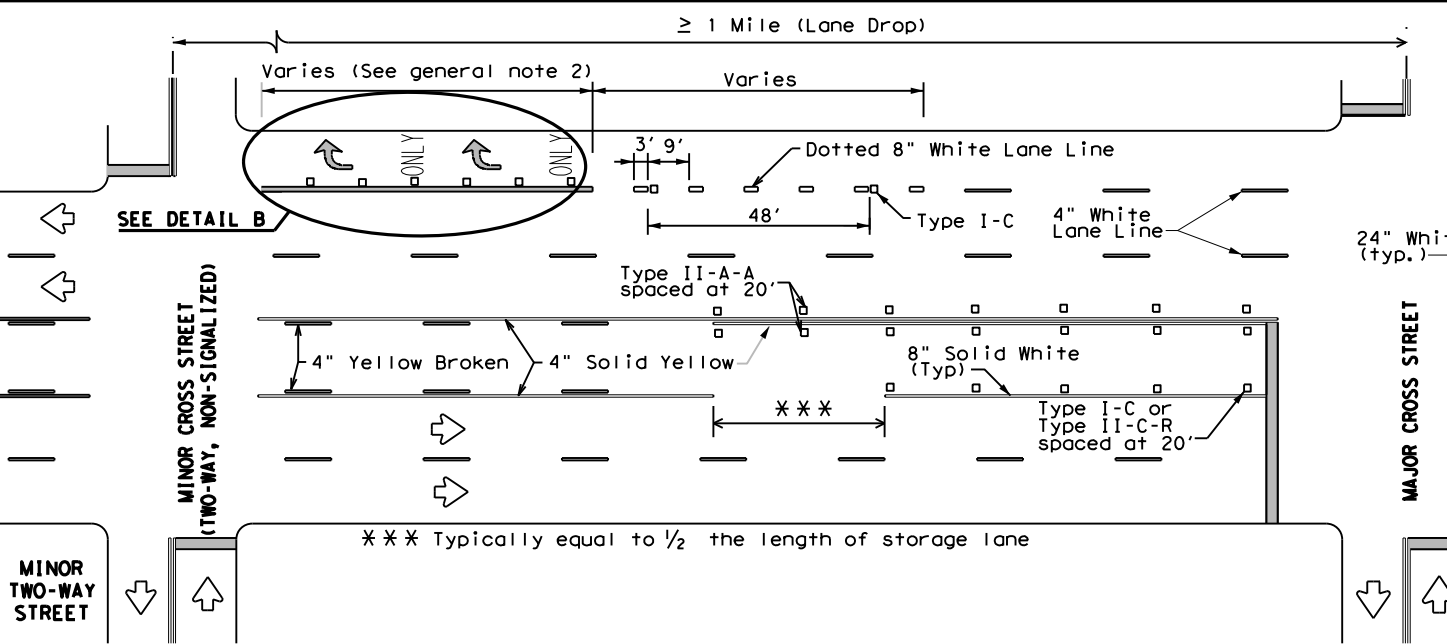 ≥ 1 Mile (Lane Drop)
Varies (See general note 2)
Varies
ONLY
ONLY
3'
9'
Dotted 8" White Lane Line
SEE DETAIL B
48'
Type I-C
4" White
Lane Line
24" Whi
(typ.)
Type II-A-A
spaced at 20'
MINOR CROSS STREET
(TWO-WAY, NON-SIGNALIZED)
4" Yellow Broken
4" Solid Yellow
8" Solid White
(Typ)
***
Type I-C or
Type II-C-R
spaced at 20'
MAJOR CROSS STREET
*** Typically equal to ½ the length of storage lane
MINOR
TWO-WAY
STREET